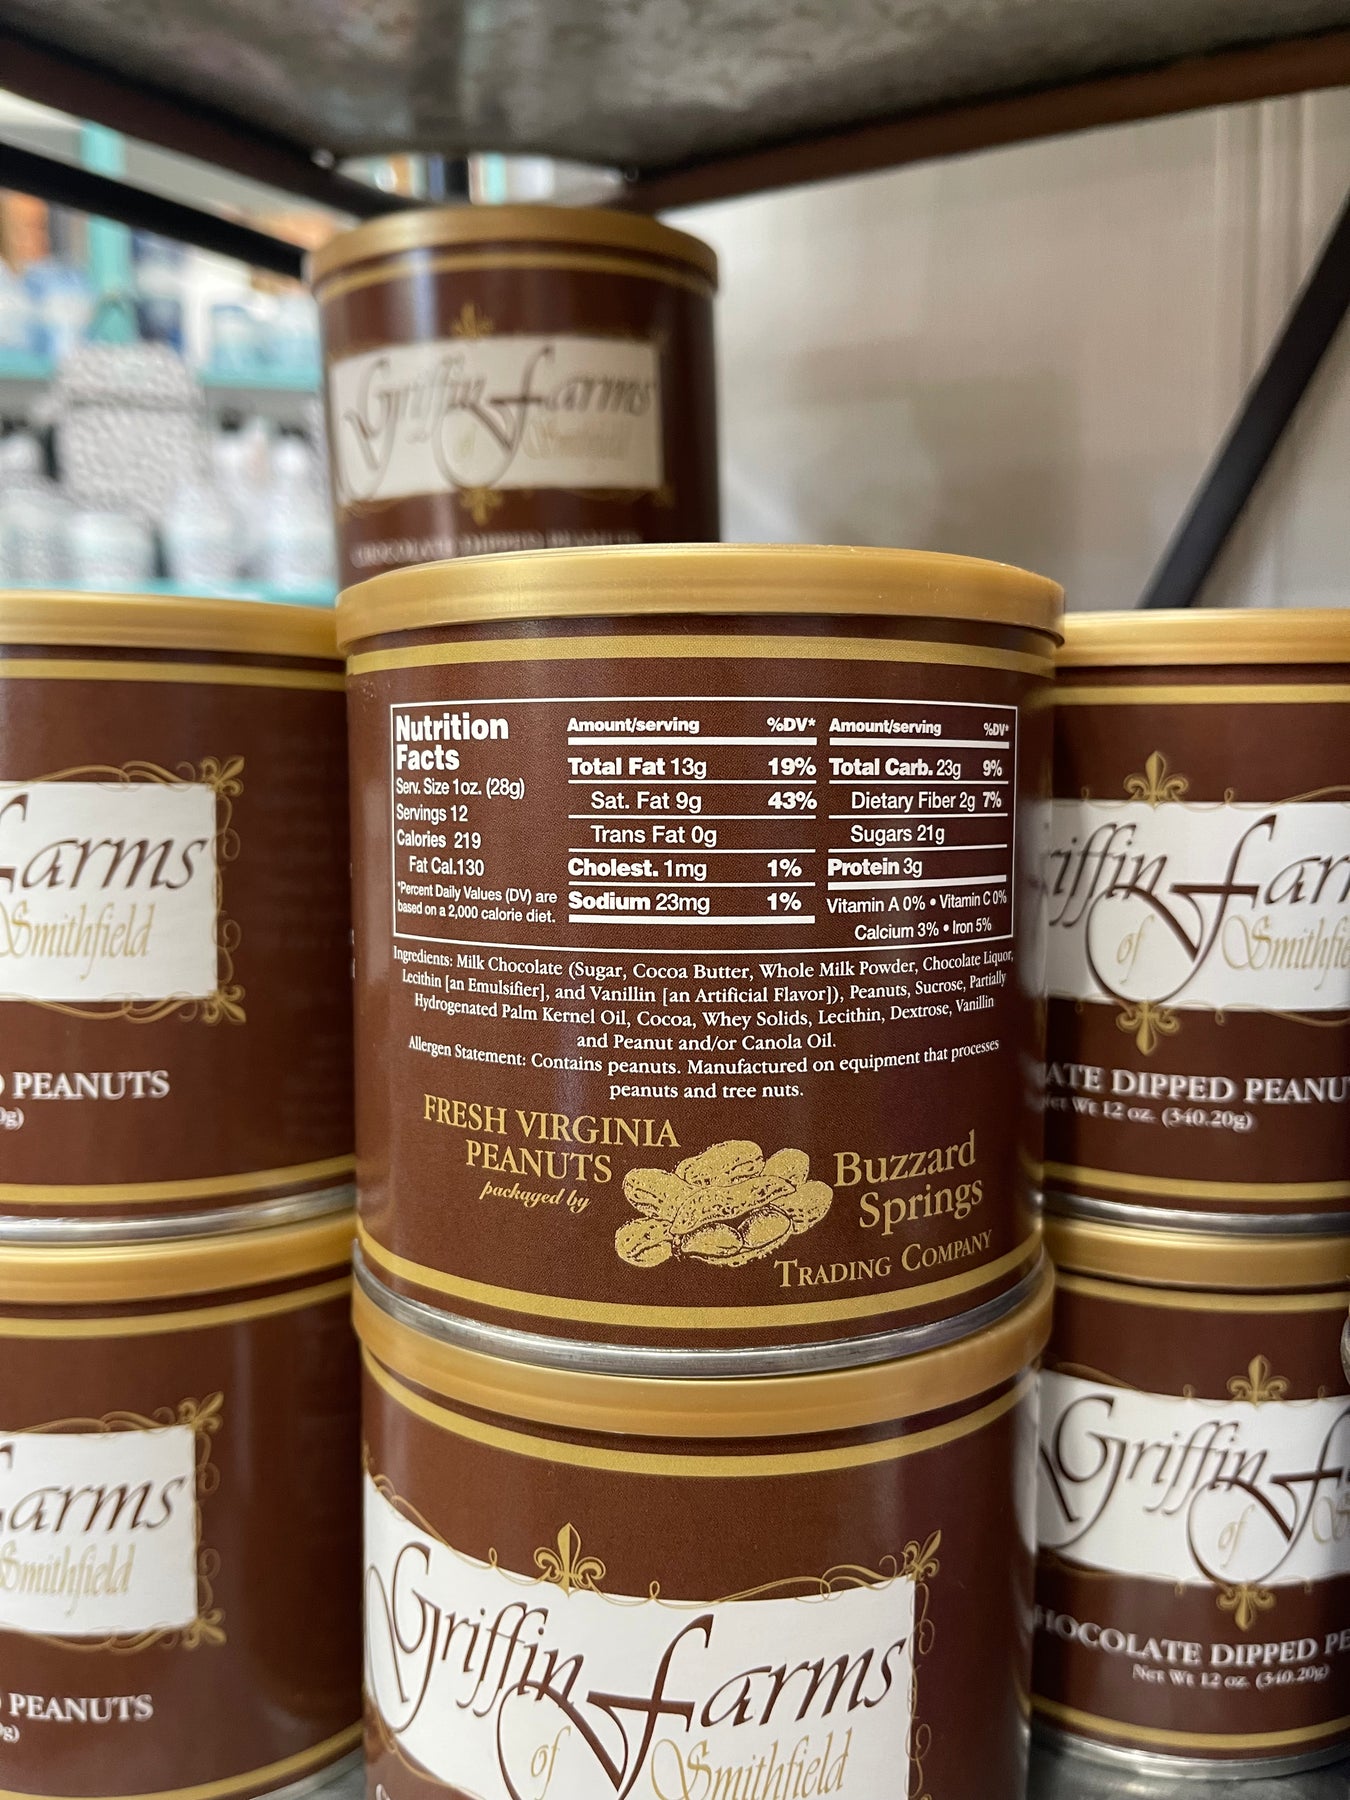 Griffin Farms
of Smithfield
CHOCOLATE DIPPED PEANUTS
Nutrition
Facts
Serv. Size 1oz. (28g)
Servings 12
Calories 219
Fat Cal.130
*Percent Daily Values (DV) are
based on a 2,000 calorie diet.
Amount/serving %DV*
Total Fat 13g 19%
Sat. Fat 9g 43%
Trans Fat 0g
Cholest. 1mg 1%
Sodium 23mg 1%
Amount/serving %DV*
Total Carb. 23g 9%
Dietary Fiber 2g 7%
Sugars 21g
Protein 3g
Vitamin A 0% • Vitamin C 0%
Calcium 3% • Iron 5%
Ingredients: Milk Chocolate (Sugar, Cocoa Butter, Whole Milk Powder, Chocolate Liquor,
Lecithin [an Emulsifier], and Vanillin [an Artificial Flavor]), Peanuts, Sucrose, Partially
Hydrogenated Palm Kernel Oil, Cocoa, Whey Solids, Lecithin, Dextrose, Vanillin
and Peanut and/or Canola Oil.
Allergen Statement: Contains peanuts. Manufactured on equipment that processes
peanuts and tree nuts.
FRESH VIRGINIA
PEANUTS
packaged by
Buzzard
Springs
TRADING COMPANY
Farms
Smithfield
PEANUTS
0g)
riffin Far
of Smithfie
ATE DIPPED PEANU
Net Wt 12 oz. (340.20g)
arms
Smithfield
PEANUTS
0g)
Griffin Farms
of Smithfield
Griffin F
of S
HOCOLATE DIPPED PE
Net Wt 12 oz. (340.20g)